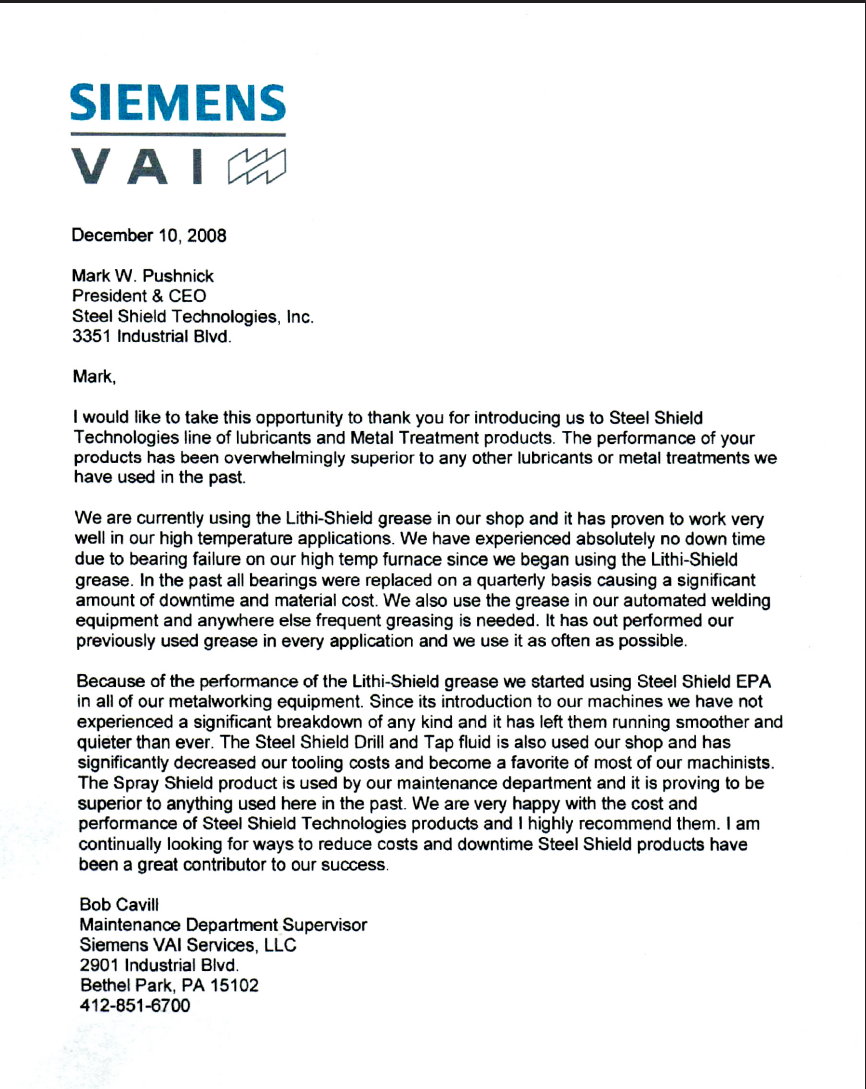 SIEMENS
VAI
December 10, 2008
Mark W. Pushnick
President & CEO
Steel Shield Technologies, Inc.
3351 Industrial Blvd.
Mark,
I would like to take this opportunity to thank you for introducing us to Steel Shield
Technologies line of lubricants and Metal Treatment products. The performance of your
products has been overwhelmingly superior to any other lubricants or metal treatments we
have used in the past.
We are currently using the Lithi-Shield grease in our shop and it has proven to work very
well in our high temperature applications. We have experienced absolutely no down time
due to bearing failure on our high temp furnace since we began using the Lithi-Shield
grease. In the past all bearings were replaced on a quarterly basis causing a significant
amount of downtime and material cost. We also use the grease in our automated welding
equipment and anywhere else frequent greasing is needed. It has out performed our
previously used grease in every application and we use it as often as possible.
Because of the performance of the Lithi-Shield grease we started using Steel Shield EPA
in all of our metalworking equipment. Since its introduction to our machines we have not
experienced a significant breakdown of any kind and it has left them running smoother and
quieter than ever. The Steel Shield Drill and Tap fluid is also used our shop and has
significantly decreased our tooling costs and become a favorite of most of our machinists.
The Spray Shield product is used by our maintenance department and it is proving to be
superior to anything used here in the past. We are very happy with the cost and
performance of Steel Shield Technologies products and I highly recommend them. I am
continually looking for ways to reduce costs and downtime Steel Shield products have
been a great contributor to our success.
Bob Cavill
Maintenance Department Supervisor
Siemens VAI Services, LLC
2901 Industrial Blvd.
Bethel Park, PA 15102
412-851-6700